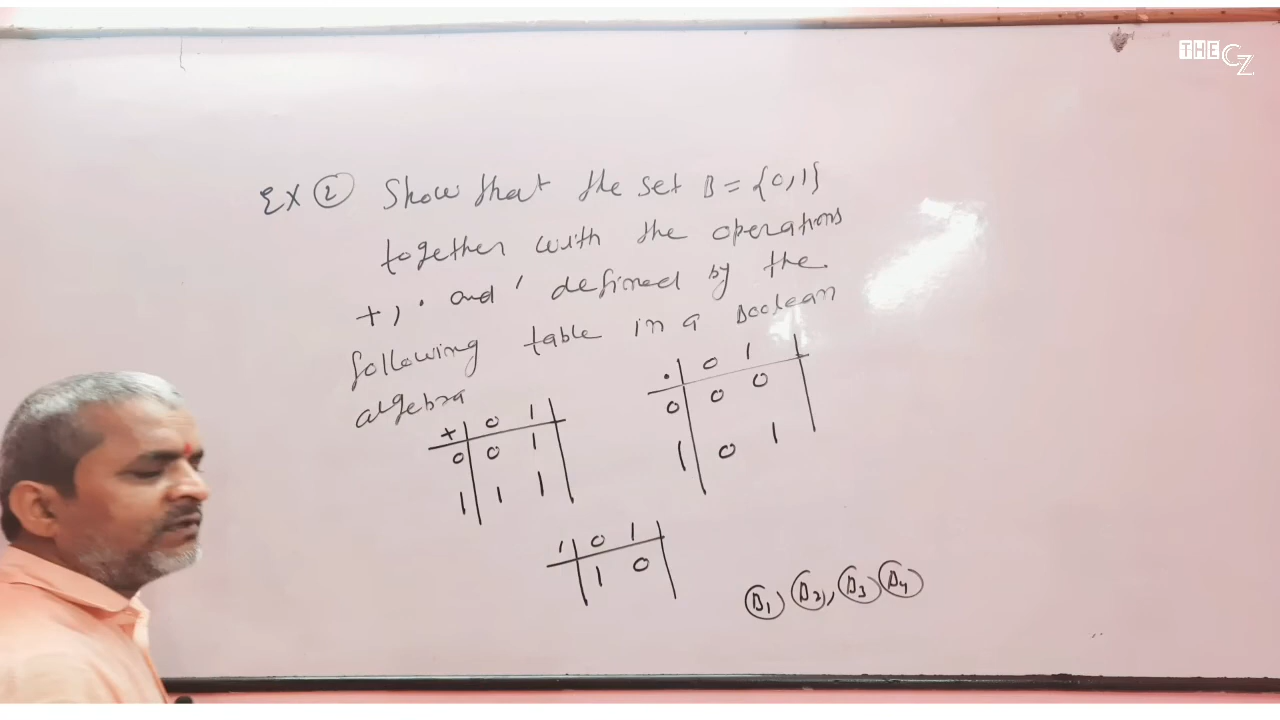 Ex ② Show that the set B = {0,1}
together with the operations
+, · and ' defined by the
following table in a Boolean
algebra
+ | 0 1 |
0 | 0 1 |
1 | 1 1 |
· | 0 1 |
0 | 0 0 |
1 | 0 1 |
' | 0 1 |
| 1 0 |
B₁, B₂, B₃ B₄
THE CZ